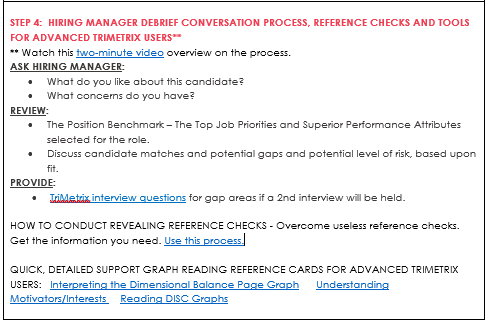 STEP 4:  HIRING MANAGER DEBRIEF CONVERSATION PROCESS, REFERENCE CHECKS AND TOOLS
FOR ADVANCED TRIMETRIX USERS**
** Watch this two-minute video overview on the process.
ASK HIRING MANAGER:
• What do you like about this candidate?
• What concerns do you have?
REVIEW:
• The Position Benchmark – The Top Job Priorities and Superior Performance Attributes
selected for the role.
• Discuss candidate matches and potential gaps and potential level of risk, based upon
fit.
PROVIDE:
• TriMetrix interview questions for gap areas if a 2nd interview will be held.
HOW TO CONDUCT REVEALING REFERENCE CHECKS - Overcome useless reference checks.
Get the information you need. Use this process.
QUICK, DETAILED SUPPORT GRAPH READING REFERENCE CARDS FOR ADVANCED TRIMETRIX
USERS:   Interpreting the Dimensional Balance Page Graph      Understanding
Motivators/Interests    Reading DISC Graphs